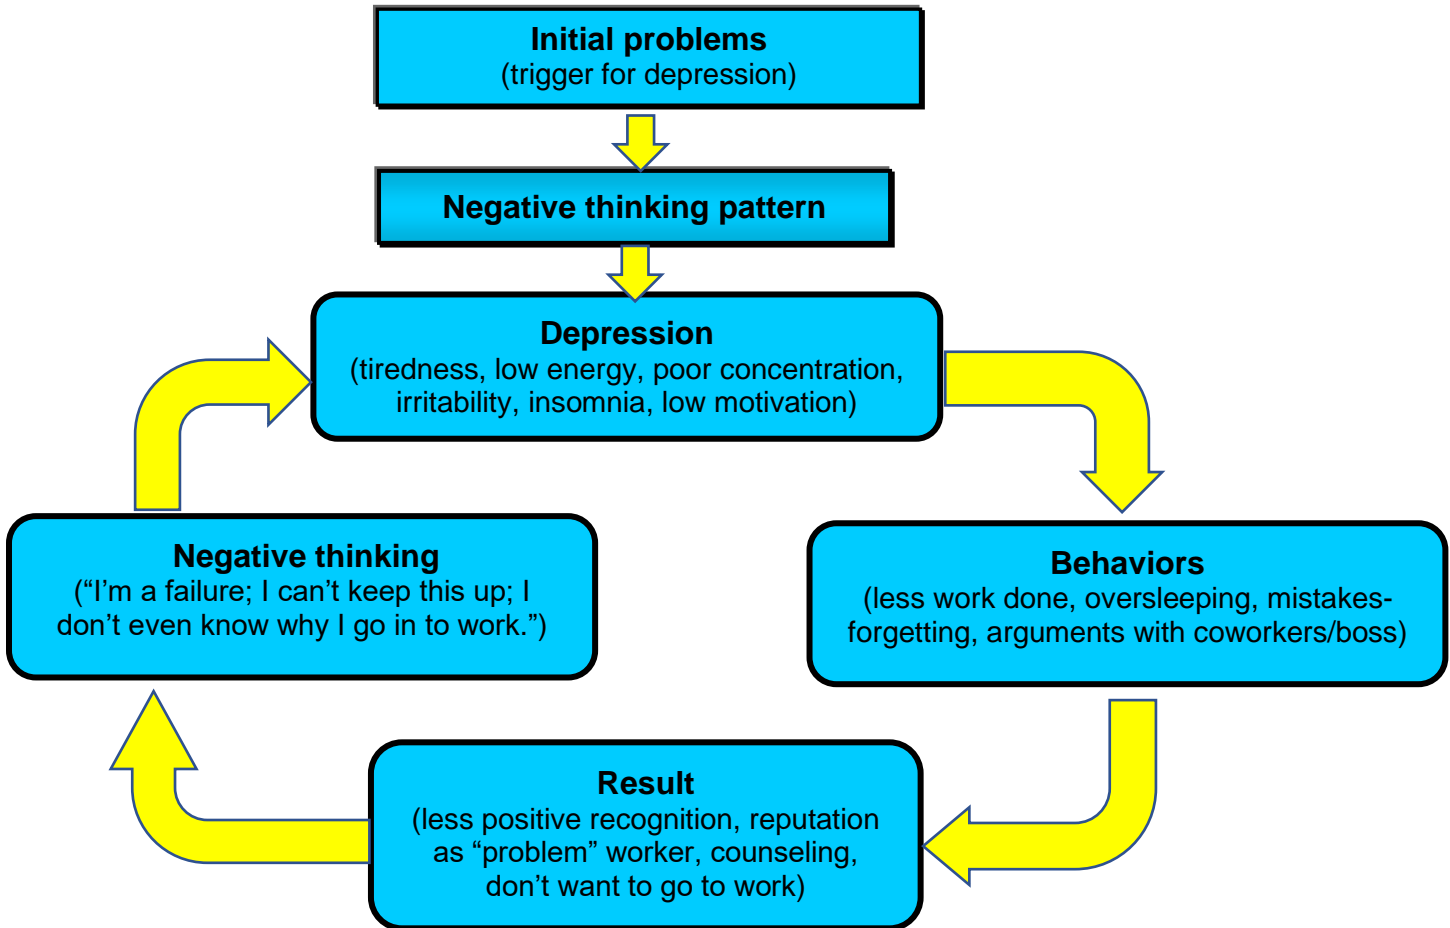 Initial problems
(trigger for depression)
Negative thinking pattern
Depression
(tiredness, low energy, poor concentration,
irritability, insomnia, low motivation)
Negative thinking
(“I’m a failure; I can’t keep this up; I
don’t even know why I go in to work.”)
Behaviors
(less work done, oversleeping, mistakes-
forgetting, arguments with coworkers/boss)
Result
(less positive recognition, reputation
as “problem” worker, counseling,
don’t want to go to work)